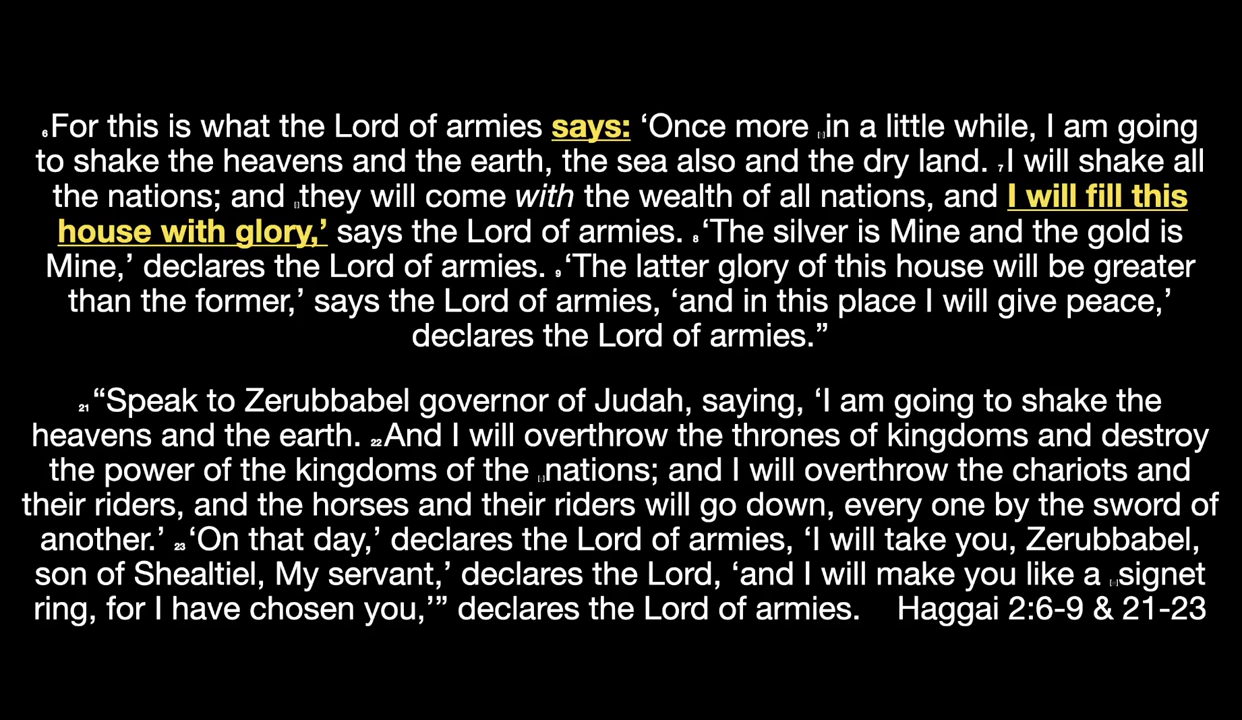 6For this is what the Lord of armies says: ‘Once more []in a little while, I am going
to shake the heavens and the earth, the sea also and the dry land. 7I will shake all
the nations; and []they will come with the wealth of all nations, and I will fill this
house with glory,’ says the Lord of armies. 8‘The silver is Mine and the gold is
Mine,’ declares the Lord of armies. 9‘The latter glory of this house will be greater
than the former,’ says the Lord of armies, ‘and in this place I will give peace,’
declares the Lord of armies.”
21“Speak to Zerubbabel governor of Judah, saying, ‘I am going to shake the
heavens and the earth. 22And I will overthrow the thrones of kingdoms and destroy
the power of the kingdoms of the []nations; and I will overthrow the chariots and
their riders, and the horses and their riders will go down, every one by the sword of
another.’ 23‘On that day,’ declares the Lord of armies, ‘I will take you, Zerubbabel,
son of Shealtiel, My servant,’ declares the Lord, ‘and I will make you like a []signet
ring, for I have chosen you,’” declares the Lord of armies. Haggai 2:6-9 & 21-23